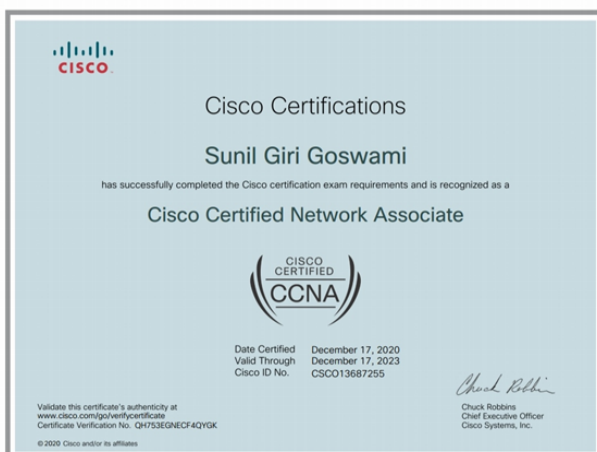 CISCO
Cisco Certifications
Sunil Giri Goswami
has successfully completed the Cisco certification exam requirements and is recognized as a
Cisco Certified Network Associate
CISCO
CERTIFIED
CCNA
Date Certified December 17, 2020
Valid Through December 17, 2023
Cisco ID No. CSCO13687255
Chuck Robbins
Validate this certificate's authenticity at
www.cisco.com/go/verifycertificate
Certificate Verification No. QH753EGNECF4QYGK
Chuck Robbins
Chief Executive Officer
Cisco Systems, Inc.
© 2020 Cisco and/or its affiliates